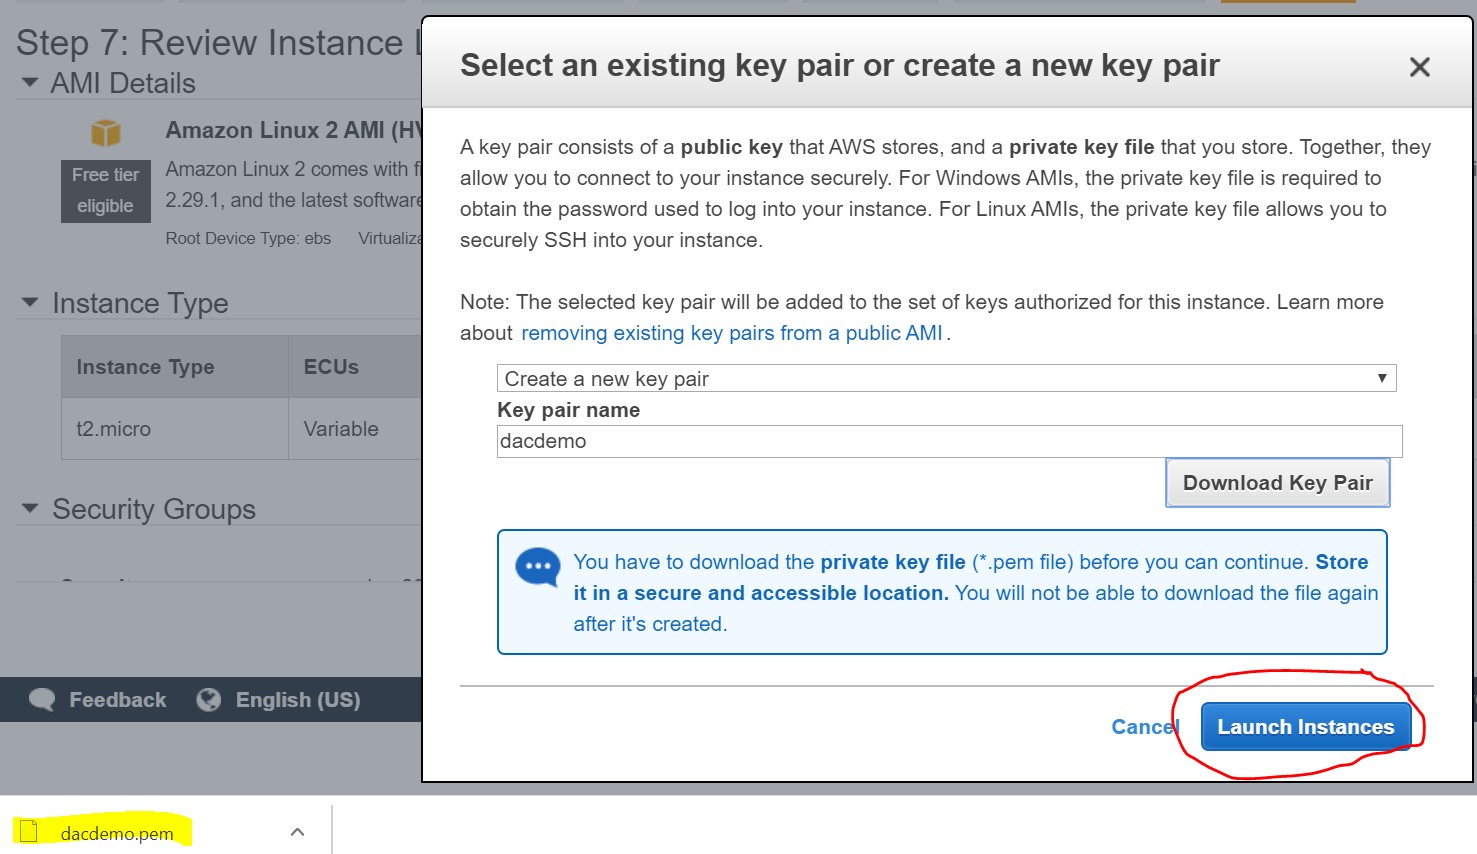 Step 7: Review Instance
AMI Details
Amazon Linux 2 AMI (HV
Free tier
eligible
Amazon Linux 2 comes with
2.29.1, and the latest software
Root Device Type: ebs Virtualiza
Instance Type
Instance Type ECUs
t2.micro Variable
Security Groups
Feedback English (US)
Select an existing key pair or create a new key pair
A key pair consists of a public key that AWS stores, and a private key file that you store. Together, they
allow you to connect to your instance securely. For Windows AMIs, the private key file is required to
obtain the password used to log into your instance. For Linux AMIs, the private key file allows you to
securely SSH into your instance.
Note: The selected key pair will be added to the set of keys authorized for this instance. Learn more
about removing existing key pairs from a public AMI.
Create a new key pair
Key pair name
dacdemo
Download Key Pair
You have to download the private key file (*.pem file) before you can continue. Store
it in a secure and accessible location. You will not be able to download the file again
after it's created.
Cancel Launch Instances
dacdemo.pem